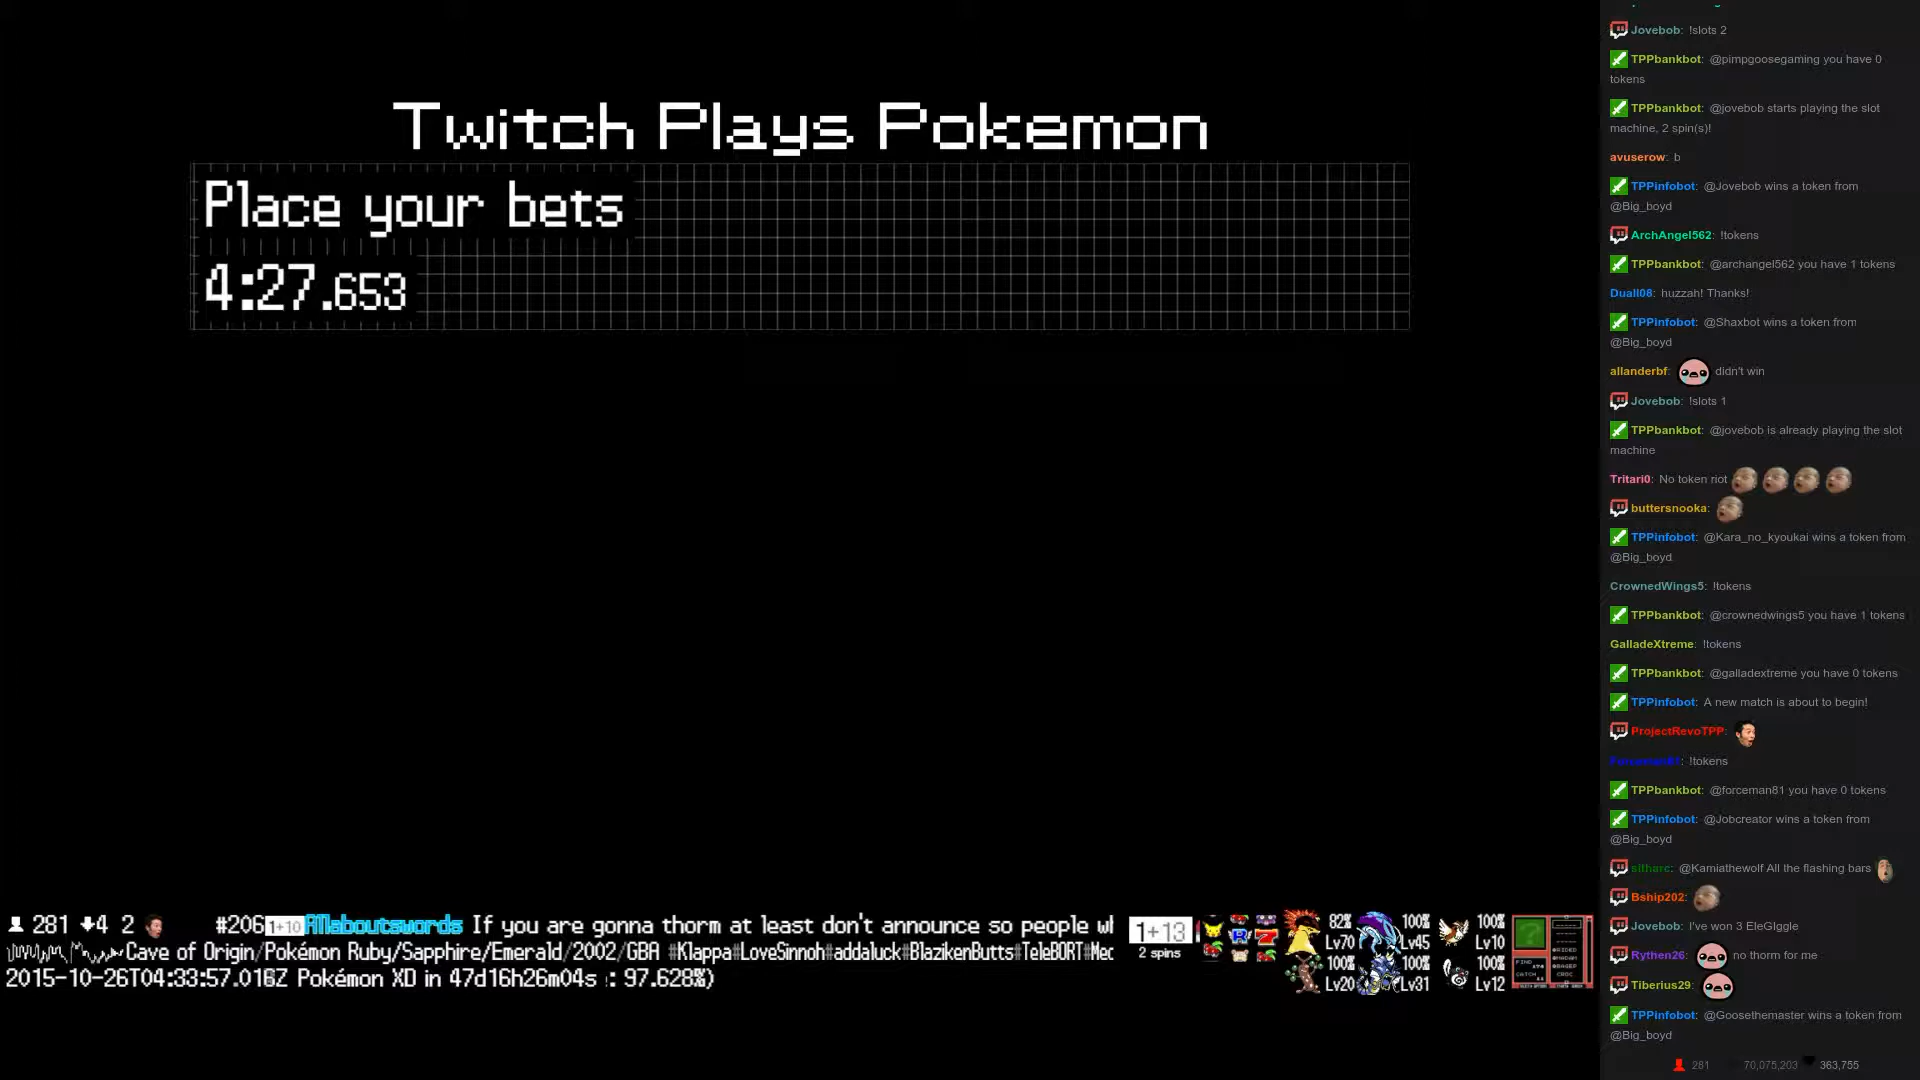 Twitch Plays Pokemon
Place your bets
4:27.653
281 4 2
#206 1+10 Allaboutswords If you are gonna thorm at least don't announce so people wh
Cave of Origin/Pokémon Ruby/Sapphire/Emerald/2002/GBA #Klappa#LoveSinnoh#addaluck#BlazikenButts#TeleBORT#Mec
Pokémon XD in 47d16h26m04s : 97.628%)
1+13
2 spins
82%
Lv70
100%
Lv45
100%
Lv10
100%
Lv20
100%
Lv31
100%
Lv12
Jovebob: !slots 2
TPPbankbot: @pimpgoosegaming you have 0
tokens
TPPbankbot: @jovebob starts playing the slot
machine, 2 spin(s)!
avuserow: b
TPPinfobot: @Jovebob wins a token from
@Big_boyd
ArchAngel562: !tokens
TPPbankbot: @archangel562 you have 1 tokens
Duall08: huzzah! Thanks!
TPPinfobot: @Shaxbot wins a token from
@Big_boyd
allanderbf: didn't win
Jovebob: !slots 1
TPPbankbot: @jovebob is already playing the slot
machine
Tritari0: No token riot
buttersnooka:
TPPinfobot: @Kara_no_kyoukai wins a token from
@Big_boyd
CrownedWings5: !tokens
TPPbankbot: @crownedwings5 you have 1 tokens
GalladeXtreme: !tokens
TPPbankbot: @galladextreme you have 0 tokens
TPPinfobot: A new match is about to begin!
ProjectRevoTPP:
Forceman81: !tokens
TPPbankbot: @forceman81 you have 0 tokens
TPPinfobot: @Jobcreator wins a token from
@Big_boyd
sitharc: @Kamiathewolf All the flashing bars
Bship202:
Jovebob: I've won 3 EleGIggle
Rythen26: no thorm for me
Tiberius29:
TPPinfobot: @Goosethemaster wins a token from
@Big_boyd
281 70,075,203 363,755